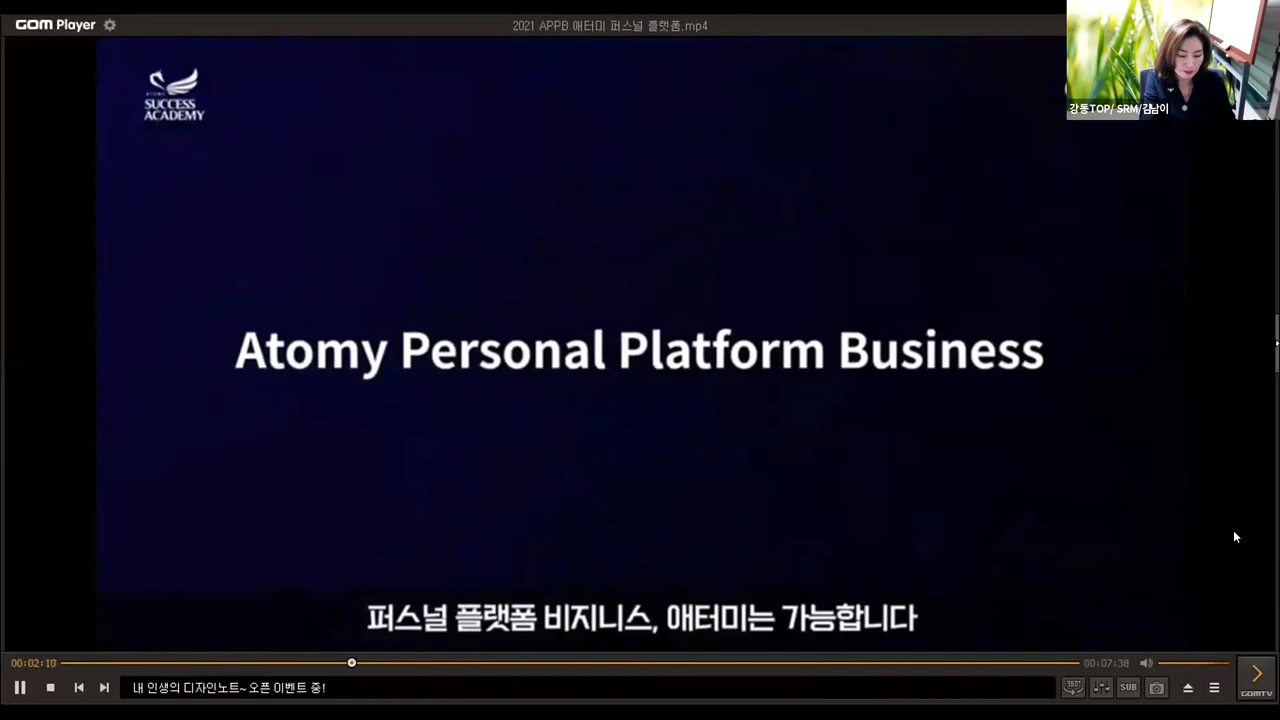 GOM Player
2021 APPB 애터미 퍼스널 플랫폼.mp4
강동TOP/ SRM/김남이
ATOMY
SUCCESS
ACADEMY
Atomy Personal Platform Business
퍼스널 플랫폼 비지니스, 애터미는 가능합니다
00:02:10
00:07:38
내 인생의 디자인노트~ 오픈 이벤트 중!
360°
SUB
GOMTV